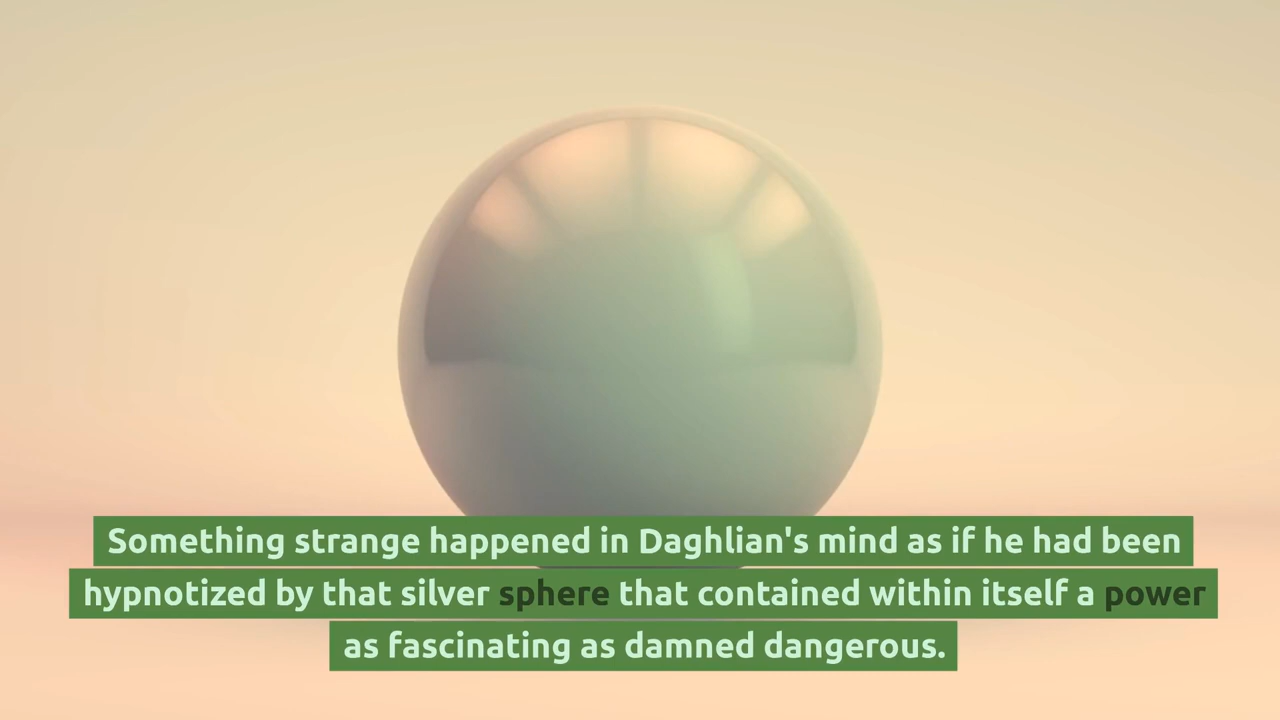 Something strange happened in Daghlian's mind as if he had been
hypnotized by that silver sphere that contained within itself a power
as fascinating as damned dangerous.